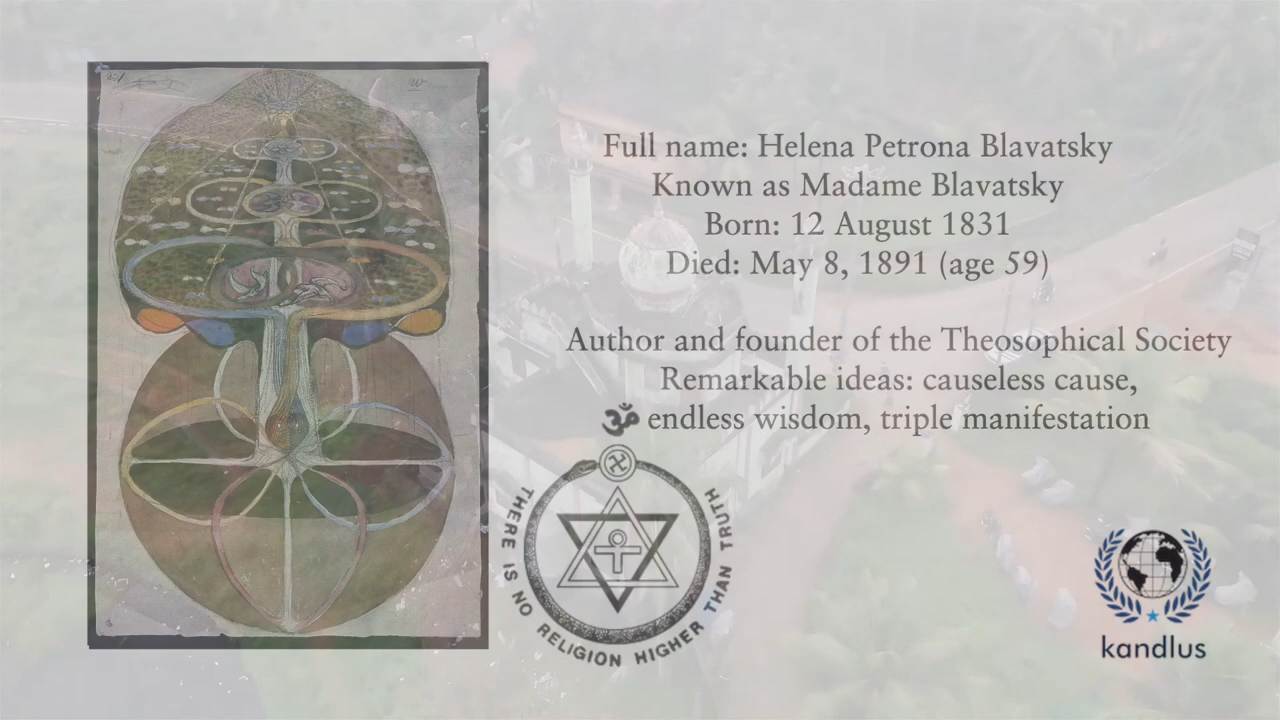 Full name: Helena Petrona Blavatsky
Known as Madame Blavatsky
Born: 12 August 1831
Died: May 8, 1891 (age 59)
Author and founder of the Theosophical Society
Remarkable ideas: causeless cause,
ॐ endless wisdom, triple manifestation
THERE IS NO RELIGION HIGHER THAN TRUTH
kandlus